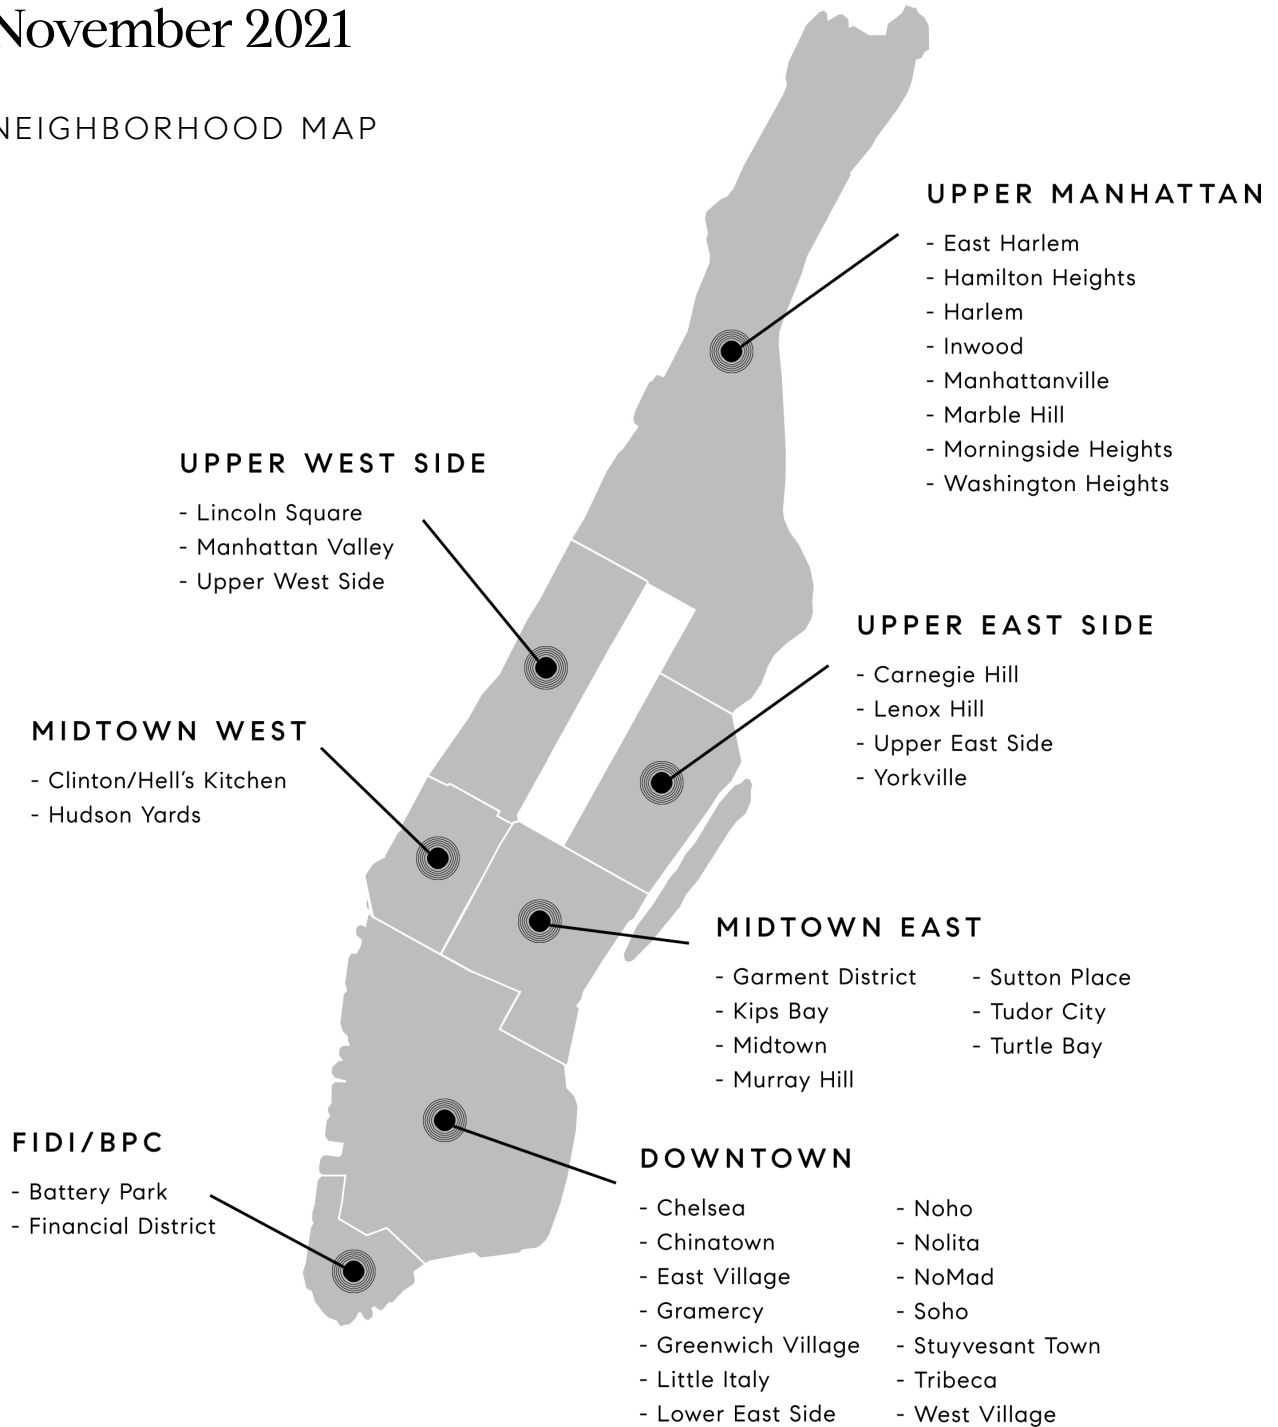 November 2021
NEIGHBORHOOD MAP
UPPER MANHATTAN
- East Harlem
- Hamilton Heights
- Harlem
- Inwood
- Manhattanville
- Marble Hill
- Morningside Heights
- Washington Heights
UPPER WEST SIDE
- Lincoln Square
- Manhattan Valley
- Upper West Side
UPPER EAST SIDE
- Carnegie Hill
- Lenox Hill
- Upper East Side
- Yorkville
MIDTOWN WEST
- Clinton/Hell’s Kitchen
- Hudson Yards
MIDTOWN EAST
- Garment District
- Kips Bay
- Midtown
- Murray Hill
- Sutton Place
- Tudor City
- Turtle Bay
FIDI/BPC
- Battery Park
- Financial District
DOWNTOWN
- Chelsea
- Chinatown
- East Village
- Gramercy
- Greenwich Village
- Little Italy
- Lower East Side
- Noho
- Nolita
- NoMad
- Soho
- Stuyvesant Town
- Tribeca
- West Village